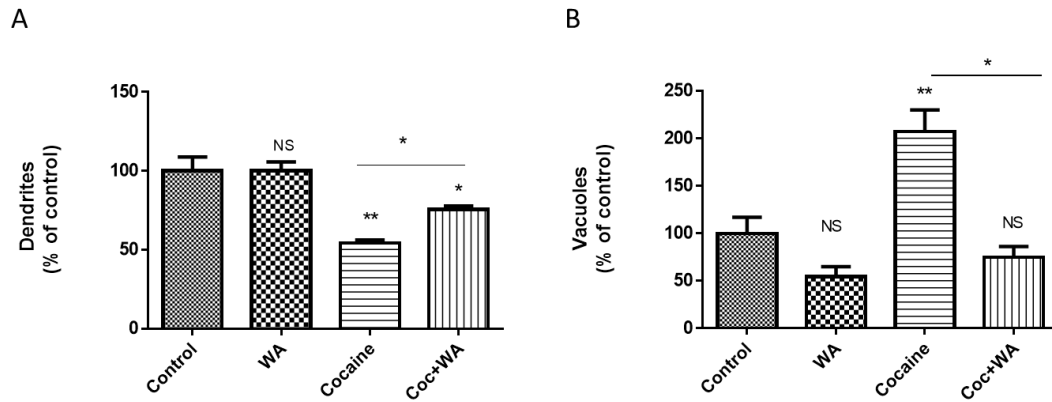 A
Dendrites
(% of control)
150
100
50
0
NS
**
*
*
Control
WA
Cocaine
Coc+WA
B
Vacuoles
(% of control)
250
200
150
100
50
0
NS
**
*
NS
Control
WA
Cocaine
Coc+WA